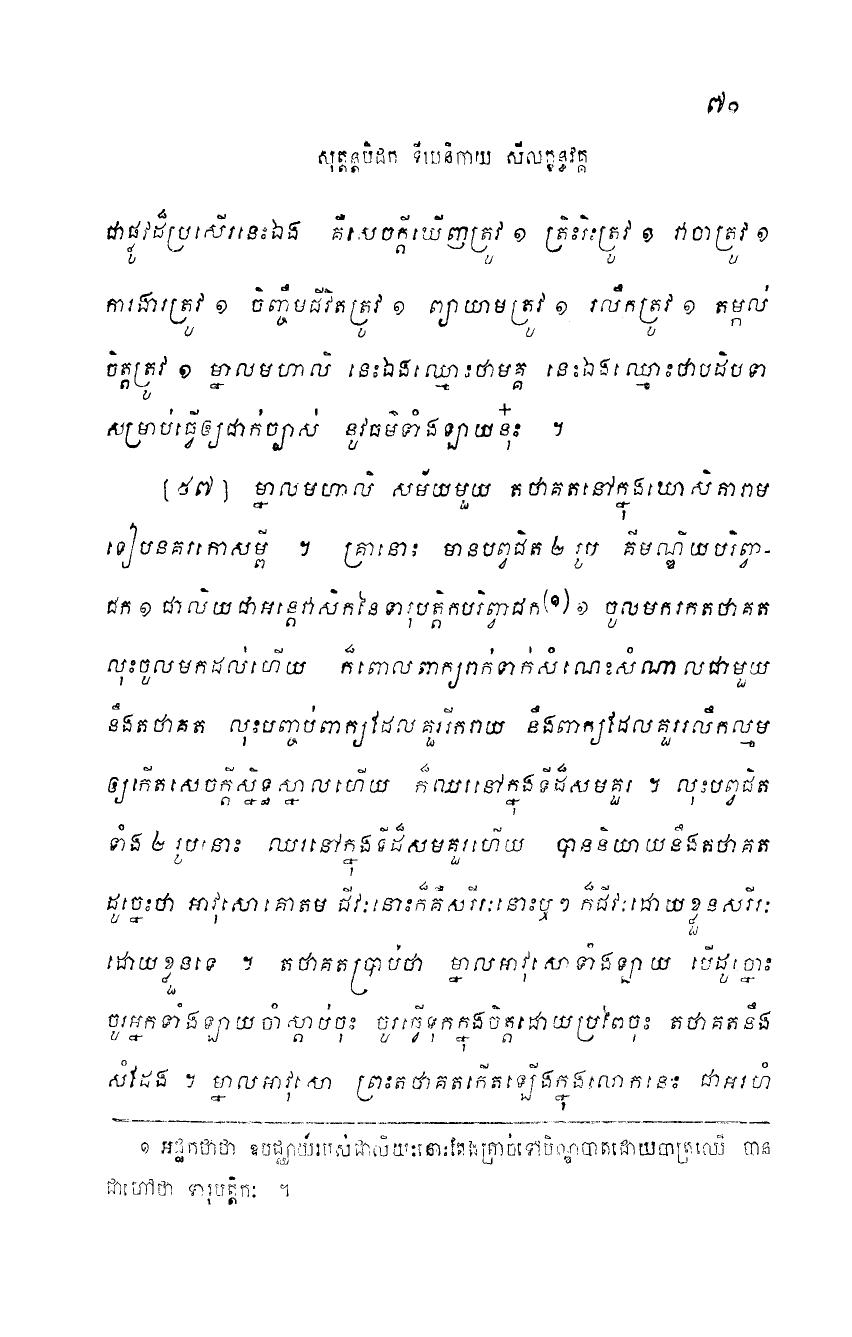 ៧១
សុត្តន្តបិដក ទីឃនិកាយ សីលក្ខន្ធវគ្គ
ជាផ្លូវដ៏ប្រសើរនេះឯង គឺសេចក្តីឃើញត្រូវ ១ ត្រិះរិះត្រូវ ១ វាចាត្រូវ ១
ការងារត្រូវ ១ ចិញ្ចឹមជីវិតត្រូវ ១ ព្យាយាមត្រូវ ១ រលឹកត្រូវ ១ តម្កល់
ចិត្តត្រូវ ១ ម្នាលមហាលិ នេះឯងឈ្មោះថាមគ្គ នេះឯងឈ្មោះថាបដិបទា
សម្រាប់ធ្វើឲ្យជាក់ច្បាស់ នូវធម៌ទាំងឡាយនុ៎ះ ។
[៥៧] ម្នាលមហាលិ សម័យមួយ តថាគតនៅក្នុងឃោសិតារាម
ទៀបនគរកោសម្ពី ។ គ្រានោះ មានបព្វជិត ២ រូប គឺមណ្ឌិយបរិព្វា-
ជក ១ ជាលិយជាអន្តេវាសិកនៃទារុបត្តិកបរិព្វាជក(១) ១ ចូលមករកតថាគត
លុះចូលមកដល់ហើយ ក៏ពោលពាក្យរាក់ទាក់សំណេះសំណាលជាមួយ
នឹងតថាគត លុះបញ្ចប់ពាក្យដែលគួររីករាយ នឹងពាក្យដែលគួររលឹកល្មម
ឲ្យកើតសេចក្តីស្និទ្ធស្នាលហើយ ក៏ឈរនៅក្នុងទីដ៏សមគួរ ។ លុះបព្វជិត
ទាំង ២ រូបនោះ ឈរនៅក្នុងទីដ៏សមគួរហើយ បាននិយាយនឹងតថាគត
ដូច្នេះថា អាវុសោគោតម ជីវៈនោះក៏គឺសរីរៈនោះឬៗ ក៏ជីវៈដោយខ្លួនសរីរៈ
ដោយខ្លួនទេ ។ តថាគតប្រាប់ថា ម្នាលអាវុសោទាំងឡាយ បើដូច្នោះ
ចូរអ្នកទាំងឡាយចាំស្តាប់ចុះ ចូរធ្វើទុកក្នុងចិត្តដោយប្រពៃចុះ តថាគតនឹង
សំដែង ។ ម្នាលអាវុសោ ព្រះតថាគតកើតឡើងក្នុងលោកនេះ ជាអរហំ
១ អដ្ឋកថាថា ឧបជ្ឈាយ៍របស់ជាលិយៈនោះតែងត្រាច់ទៅបិណ្ឌបាតដោយបាត្រឈើ បាន
ជាហៅថា ទារុបត្តិកៈ ។